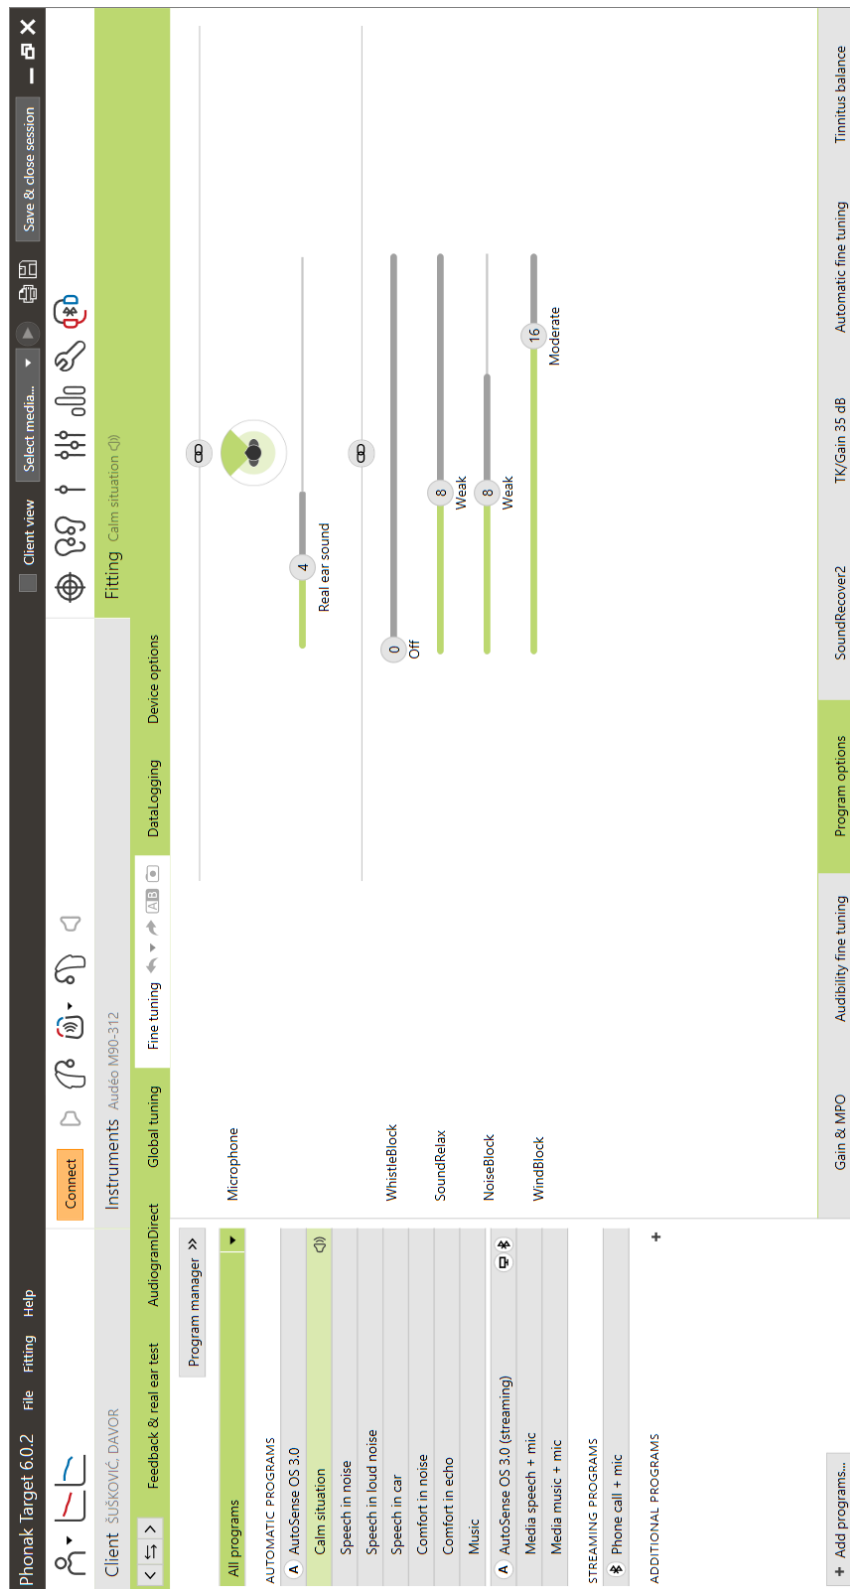 Phonak Target 6.0.2
File Fitting Help
Client view Select media... Save & close session
Connect
Client ŠUŠKOVIĆ, DAVOR
Instruments Audéo M90-312
Fitting Calm situation
Feedback & real ear test AudiogramDirect Global tuning Fine tuning AB DataLogging Device options
Program manager >>
All programs
AUTOMATIC PROGRAMS
A AutoSense OS 3.0
Calm situation
Speech in noise
Speech in loud noise
Speech in car
Comfort in noise
Comfort in echo
Music
A AutoSense OS 3.0 (streaming)
Media speech + mic
Media music + mic
STREAMING PROGRAMS
Phone call + mic
ADDITIONAL PROGRAMS +
+ Add programs...
Microphone
4
Real ear sound
WhistleBlock 0
Off
SoundRelax 8
Weak
NoiseBlock 8
Weak
WindBlock 16
Moderate
Gain & MPO Audibility fine tuning Program options SoundRecover2 TK/Gain 35 dB Automatic fine tuning Tinnitus balance